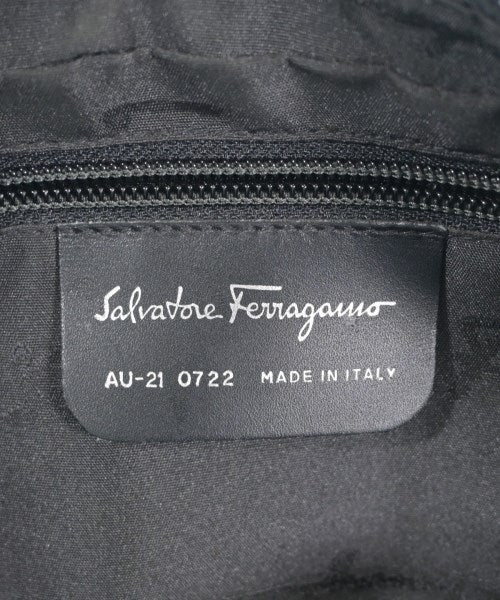 Salvatore Ferragamo
AU-21 0722 MADE IN ITALY